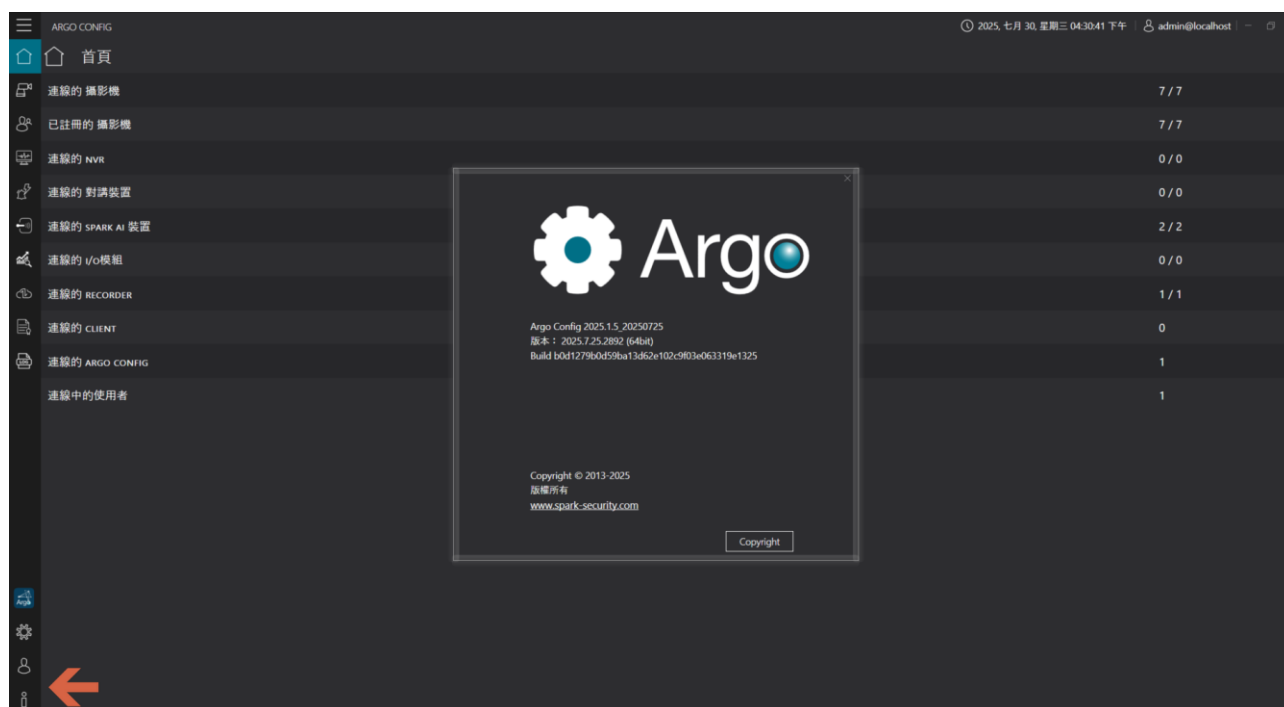 ARGO CONFIG
2025, 七月 30, 星期三 04:30:41 下午
admin@localhost
首頁
連線的 攝影機 7 / 7
已註冊的 攝影機 7 / 7
連線的 NVR 0 / 0
連線的 對講裝置 0 / 0
連線的 SPARK AI 裝置 2 / 2
連線的 I/O模組 0 / 0
連線的 RECORDER 1 / 1
連線的 CLIENT 0
連線的 ARGO CONFIG 1
連線中的使用者 1
Argo
Argo Config 2025.1.5_20250725
版本： 2025.7.25.2892 (64bit)
Build b0d1279b0d59ba13d62e102c9f03e063319e1325
Copyright © 2013-2025
版權所有
www.spark-security.com
Copyright
Argo